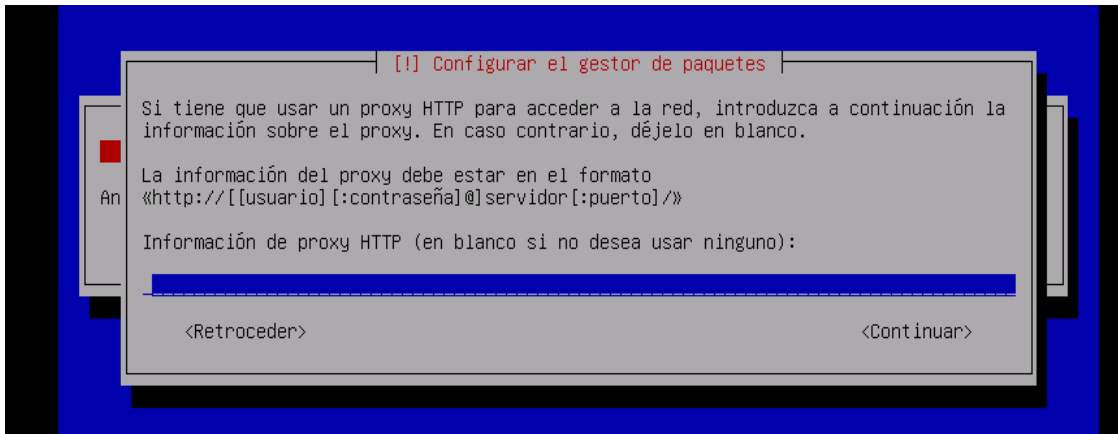 [!] Configurar el gestor de paquetes
Si tiene que usar un proxy HTTP para acceder a la red, introduzca a continuación la
información sobre el proxy. En caso contrario, déjelo en blanco.
La información del proxy debe estar en el formato
«http://[[usuario][:contraseña]@]servidor[:puerto]/»
An
Información de proxy HTTP (en blanco si no desea usar ninguno):
<Retroceder>
<Continuar>